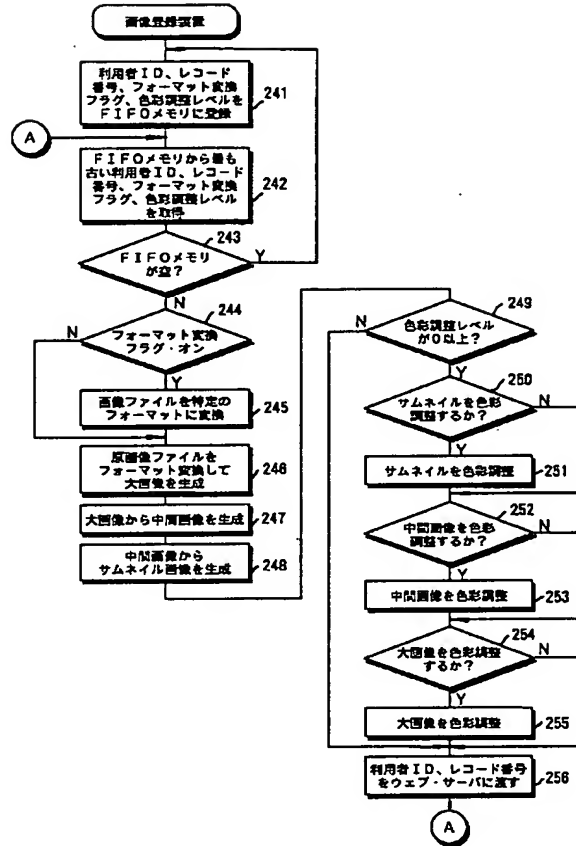 画像登録装置
利用者ID、レコード
番号、フォーマット変換
フラグ、色彩調整レベルを
FIFOメモリに登録
241
A
FIFOメモリから最も
古い利用者ID、レコード
番号、フォーマット変換
フラグ、色彩調整レベル
を取得
242
243
FIFOメモリ
が空?
Y
N
244
N
フォーマット変換
フラグ・オン
Y
画像ファイルを特定の
フォーマットに変換
245
原画像ファイルを
フォーマット変換して
大画像を生成
246
大画像から中間画像を生成
247
中間画像から
サムネイル画像を生成
248
249
N
色彩調整レベル
が0以上?
Y
250
サムネイルを色彩
調整するか?
N
Y
サムネイルを色彩調整
251
252
中間画像を色彩
調整するか?
N
Y
中間画像を色彩調整
253
254
大画像を色彩調整
するか?
N
Y
大画像を色彩調整
255
利用者ID、レコード番号
をウェブ・サーバに渡す
256
A